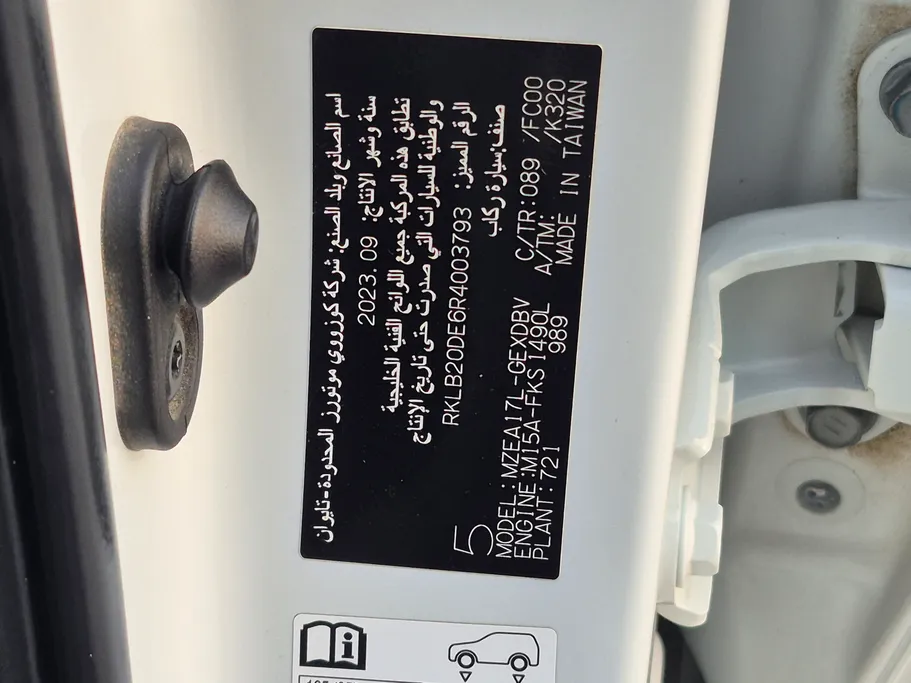 اسم الصانع وبلد الصنع: شركة كوزووي موتورز المحدودة-تايوان
سنة وشهر الانتاج: 2023.09
تطابق هذه المركبة جميع اللوائح الفنية الخليجية
والوطنية للسيارات التي صدرت حتى تاريخ الإنتاج
الرقم المميز: RKLB20DE6R4003793
صنف:سيارة ركاب
5
MODEL:MZEA17L-GEXDBV C/TR:089 /FC00
ENGINE:M15A-FKS 1490L A/TM: /K320
PLANT:721 989 MADE IN TAIWAN
i